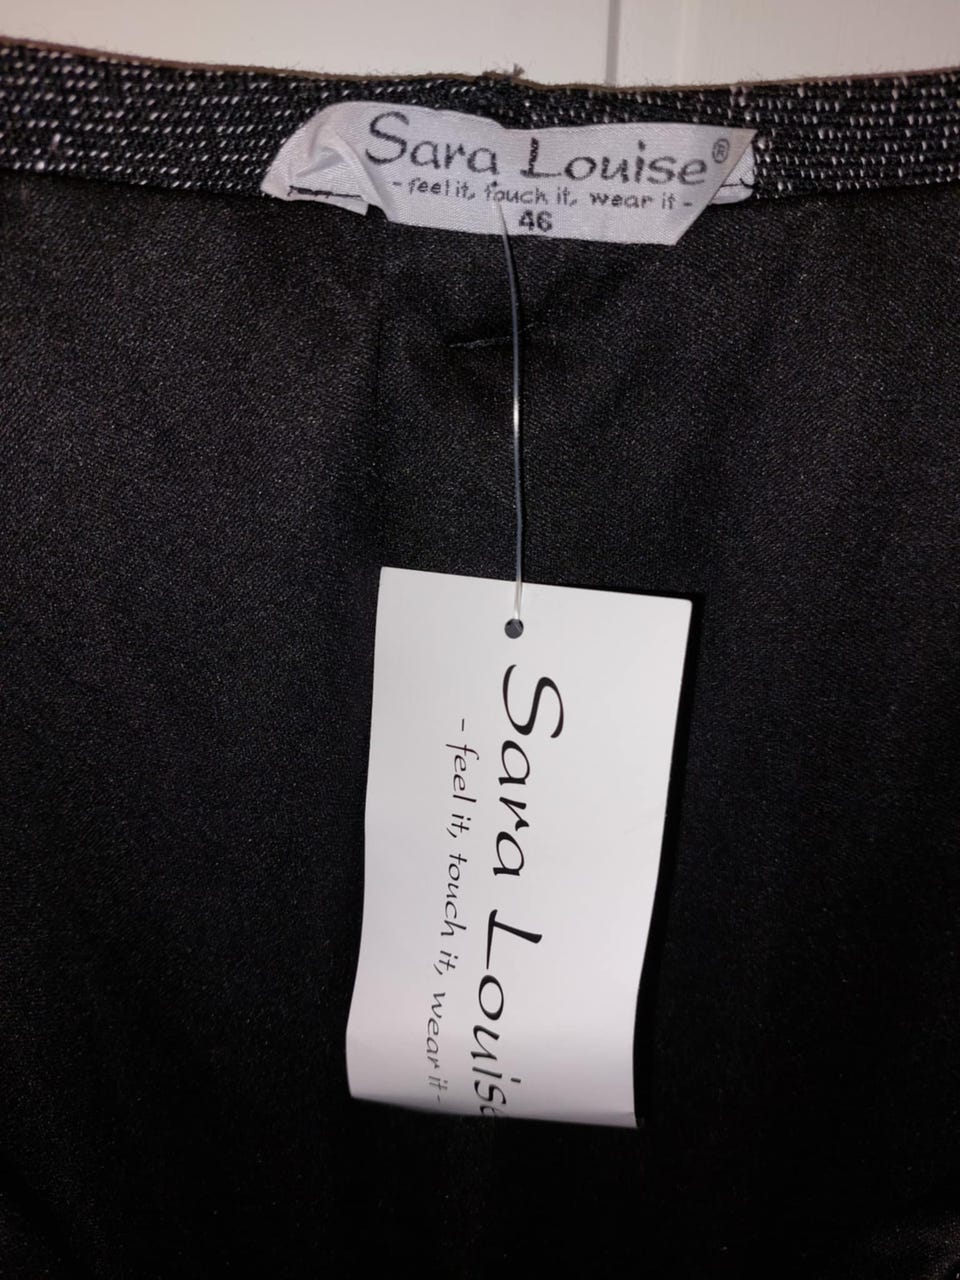 Sara Louise®
- feel it, touch it, wear it -
46
Sara Louise
- feel it, touch it, wear it -